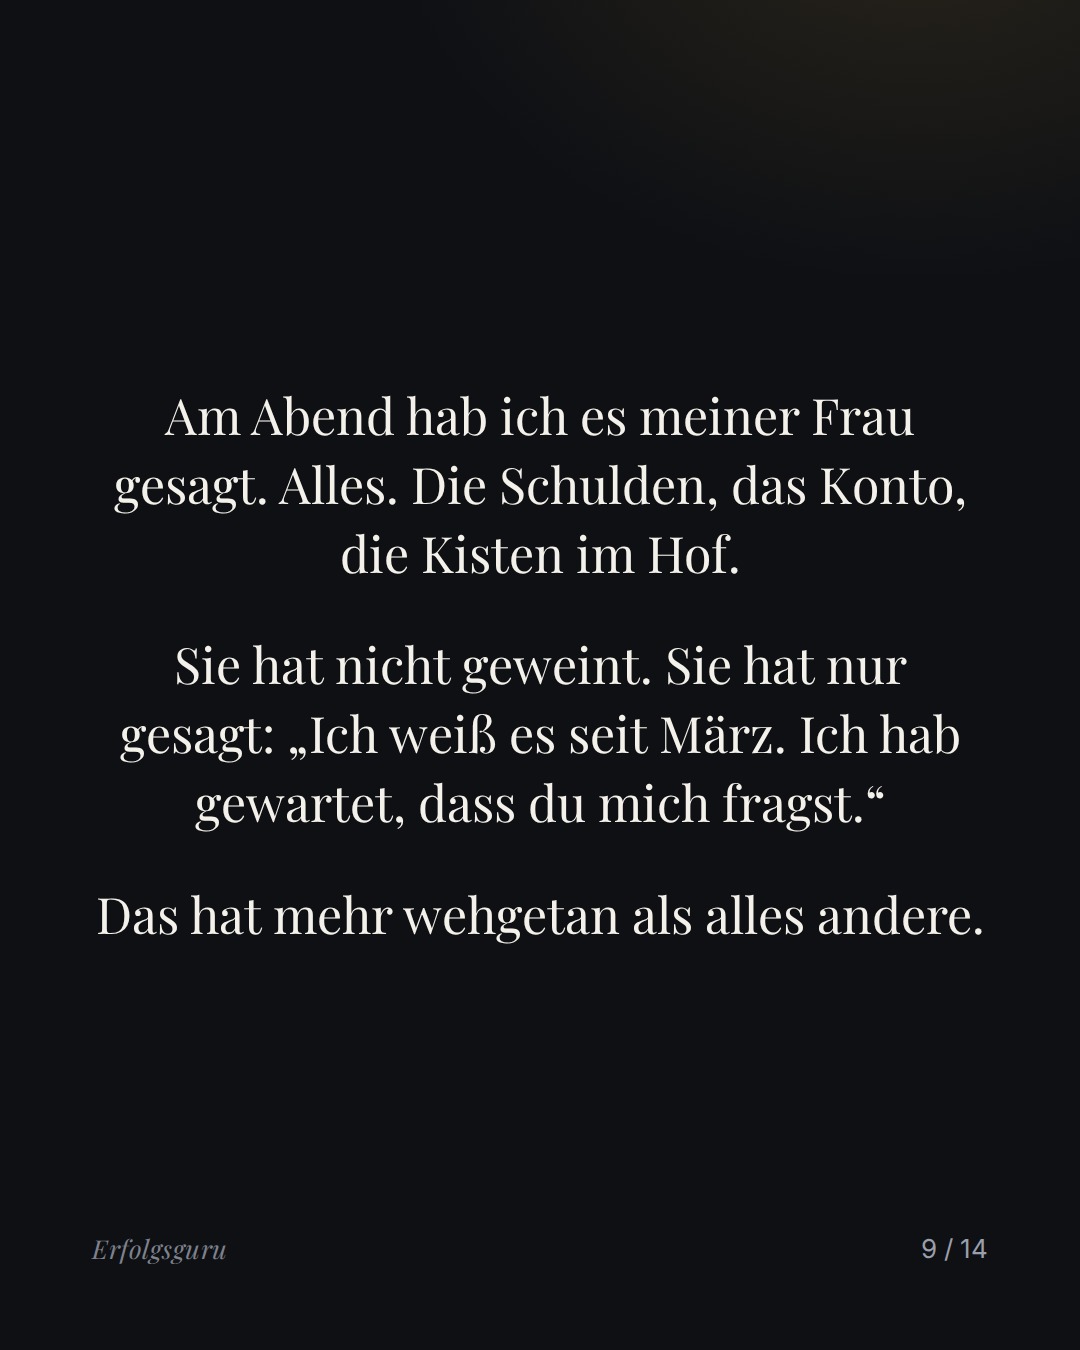 Am Abend hab ich es meiner Frau
gesagt. Alles. Die Schulden, das Konto,
die Kisten im Hof.
Sie hat nicht geweint. Sie hat nur
gesagt: „Ich weiß es seit März. Ich hab
gewartet, dass du mich fragst.“
Das hat mehr wehgetan als alles andere.
Erfolgsguru
9 / 14